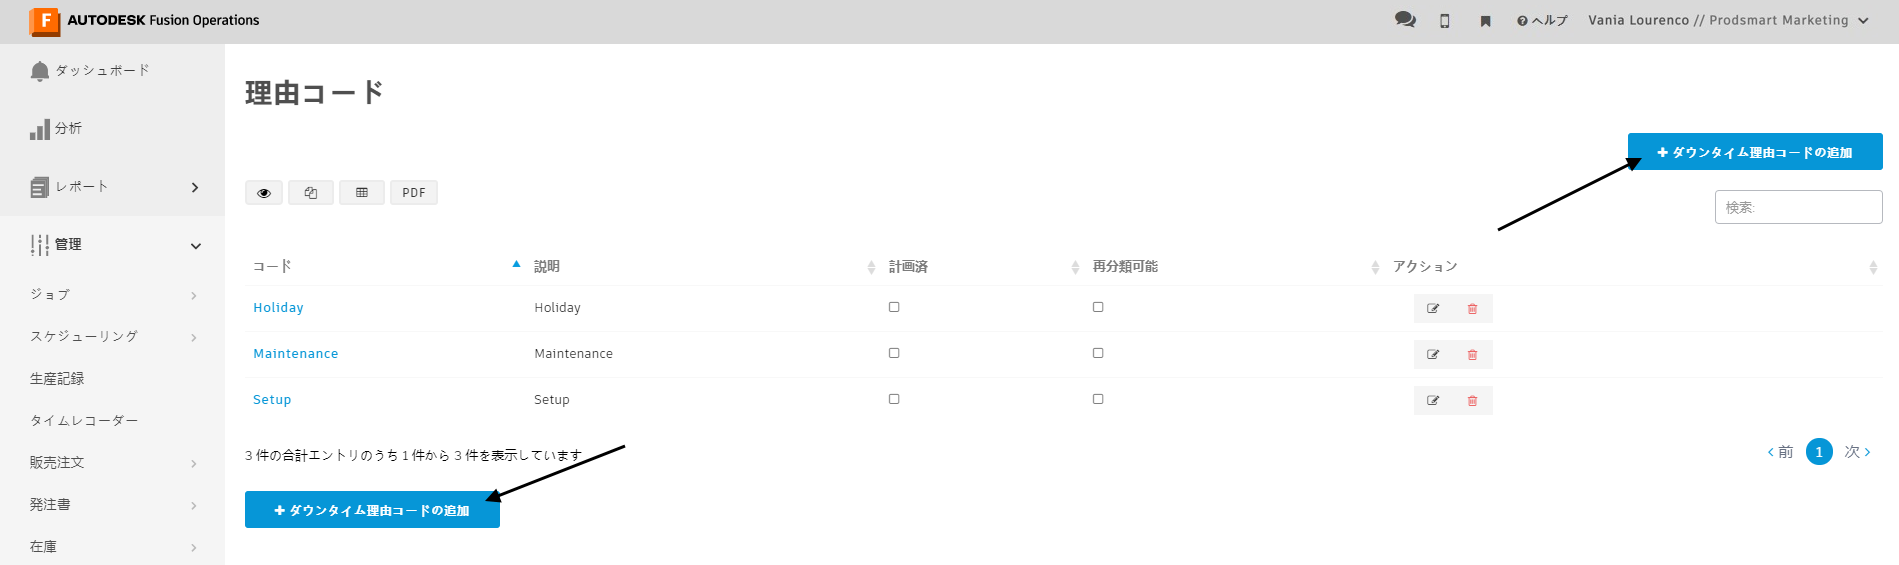 F AUTODESK Fusion Operations
ヘルプ Vania Lourenco // Prodsmart Marketing
ダッシュボード
分析
レポート
管理
ジョブ
スケジューリング
生産記録
タイムレコーダー
販売注文
発注書
在庫
理由コード
+ ダウンタイム理由コードの追加
PDF
検索:
コード 説明 計画済 再分類可能 アクション
Holiday Holiday
Maintenance Maintenance
Setup Setup
3 件の合計エントリのうち 1 件から 3 件を表示しています
前 1 次
+ ダウンタイム理由コードの追加